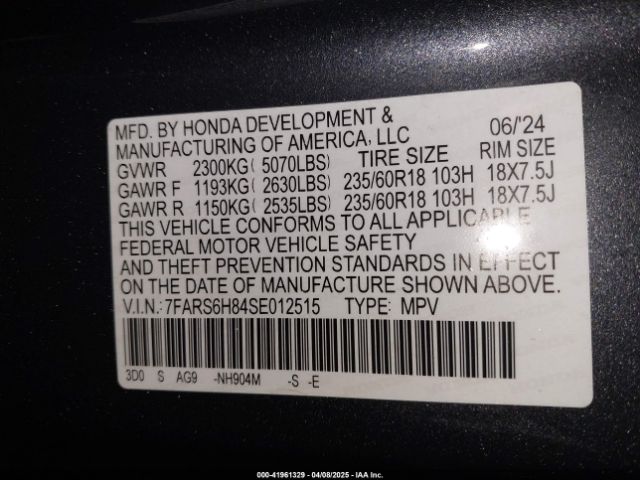 MFD. BY HONDA DEVELOPMENT & 06/'24
MANUFACTURING OF AMERICA, LLC
GVWR 2300KG( 5070LBS) TIRE SIZE RIM SIZE
GAWR F 1193KG( 2630LBS) 235/60R18 103H 18X7.5J
GAWR R 1150KG( 2535LBS) 235/60R18 103H 18X7.5J
THIS VEHICLE CONFORMS TO ALL APPLICABLE
FEDERAL MOTOR VEHICLE SAFETY
AND THEFT PREVENTION STANDARDS IN EFFECT
ON THE DATE OF MANUFACTURE SHOWN ABOVE.
V.I.N.:7FARS6H84SE012515 TYPE: MPV
3D0 S AG9 -NH904M -S -E
000-41961329 - 04/08/2025 - © IAA, Inc.